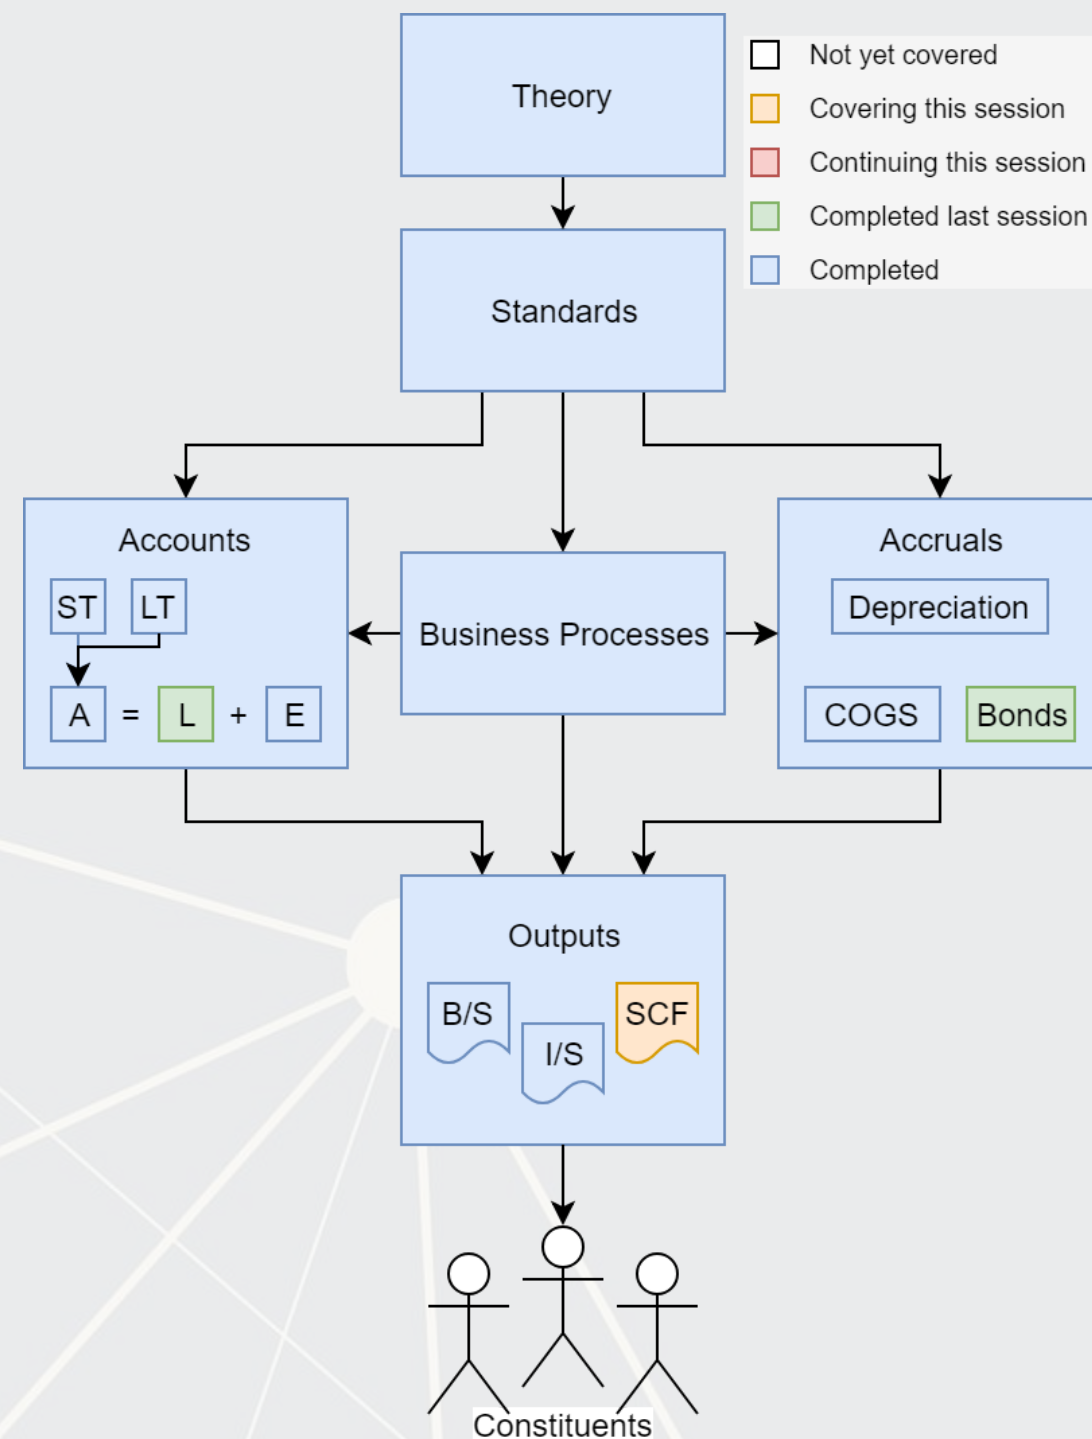 Theory
Not yet covered
Covering this session
Continuing this session
Completed last session
Completed
Standards
Accounts
ST LT
A = L + E
Business Processes
Accruals
Depreciation
COGS Bonds
Outputs
B/S
I/S
SCF
Constituents